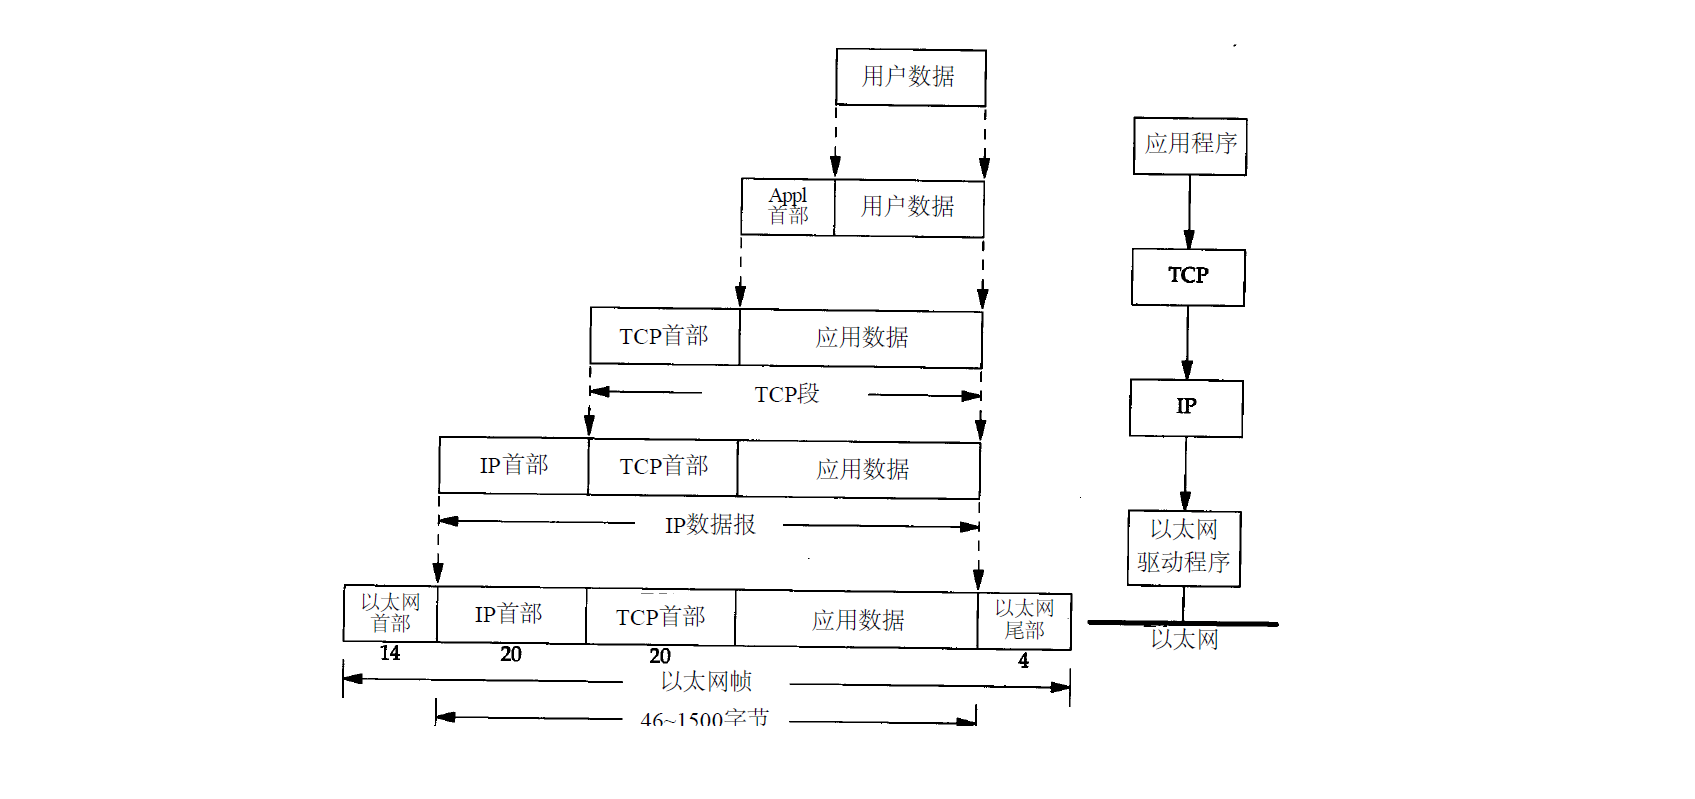 用户数据
Appl
首部
用户数据
TCP首部
应用数据
TCP段
IP首部
TCP首部
应用数据
IP数据报
以太网
首部
IP首部
TCP首部
应用数据
以太网
尾部
14
20
20
4
以太网帧
46~1500字节
应用程序
TCP
IP
以太网
驱动程序
以太网